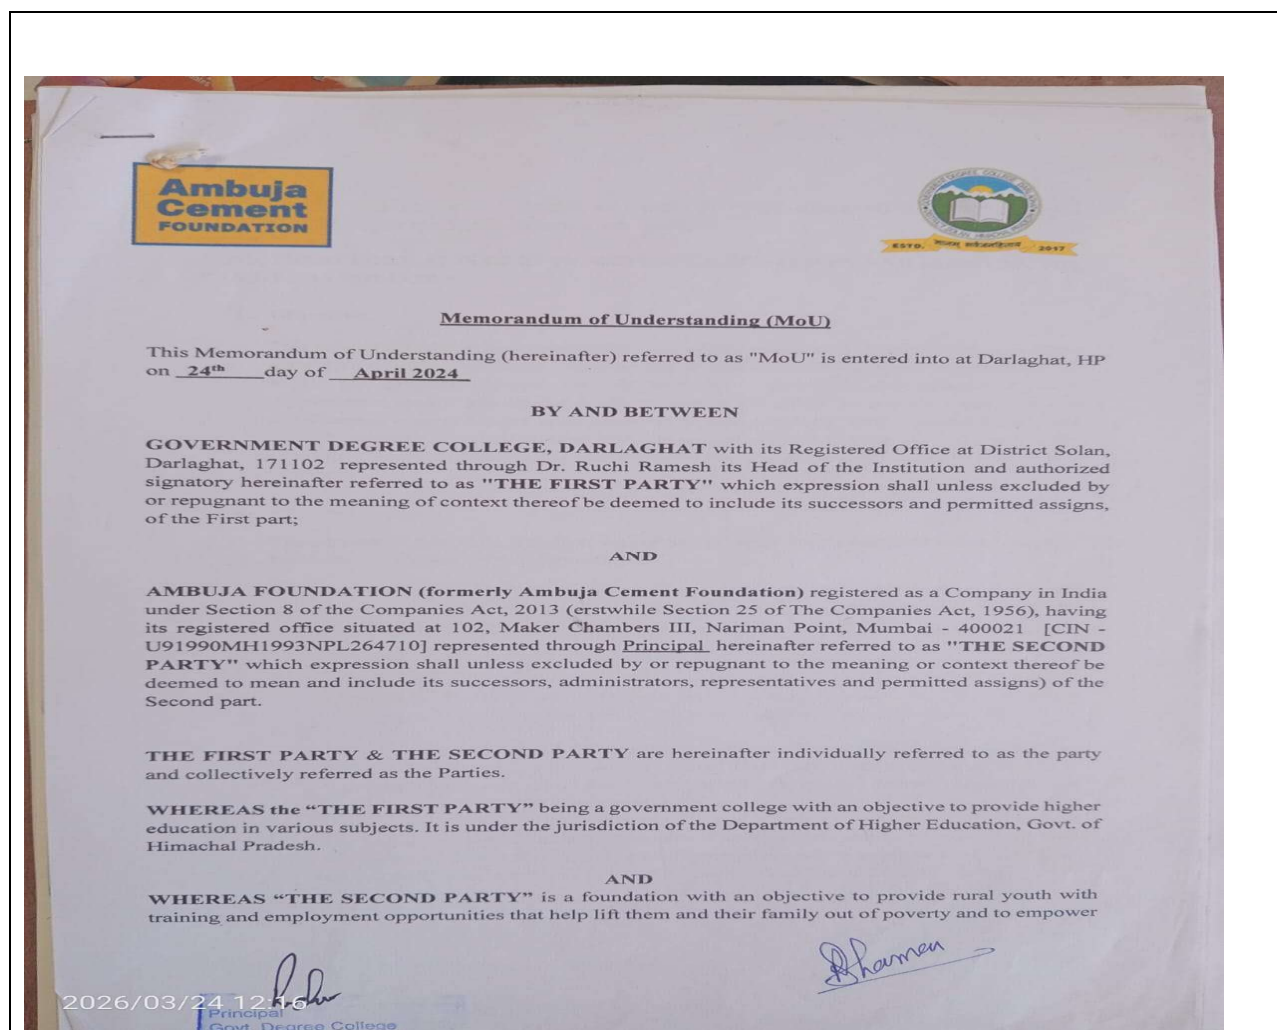 Ambuja
Cement
FOUNDATION
ESTD.
2017
Memorandum of Understanding (MoU)
This Memorandum of Understanding (hereinafter) referred to as "MoU" is entered into at Darlaghat, HP
on 24th day of April 2024
BY AND BETWEEN
GOVERNMENT DEGREE COLLEGE, DARLAGHAT with its Registered Office at District Solan,
Darlaghat, 171102 represented through Dr. Ruchi Ramesh its Head of the Institution and authorized
signatory hereinafter referred to as "THE FIRST PARTY" which expression shall unless excluded by
or repugnant to the meaning of context thereof be deemed to include its successors and permitted assigns,
of the First part;
AND
AMBUJA FOUNDATION (formerly Ambuja Cement Foundation) registered as a Company in India
under Section 8 of the Companies Act, 2013 (erstwhile Section 25 of The Companies Act, 1956), having
its registered office situated at 102, Maker Chambers III, Nariman Point, Mumbai - 400021 [CIN -
U91990MH1993NPL264710] represented through Principal hereinafter referred to as "THE SECOND
PARTY" which expression shall unless excluded by or repugnant to the meaning or context thereof be
deemed to mean and include its successors, administrators, representatives and permitted assigns) of the
Second part.
THE FIRST PARTY & THE SECOND PARTY are hereinafter individually referred to as the party
and collectively referred as the Parties.
WHEREAS the “THE FIRST PARTY” being a government college with an objective to provide higher
education in various subjects. It is under the jurisdiction of the Department of Higher Education, Govt. of
Himachal Pradesh.
AND
WHEREAS “THE SECOND PARTY” is a foundation with an objective to provide rural youth with
training and employment opportunities that help lift them and their family out of poverty and to empower
2026/03/24 12:16
Principal
Govt. Degree College